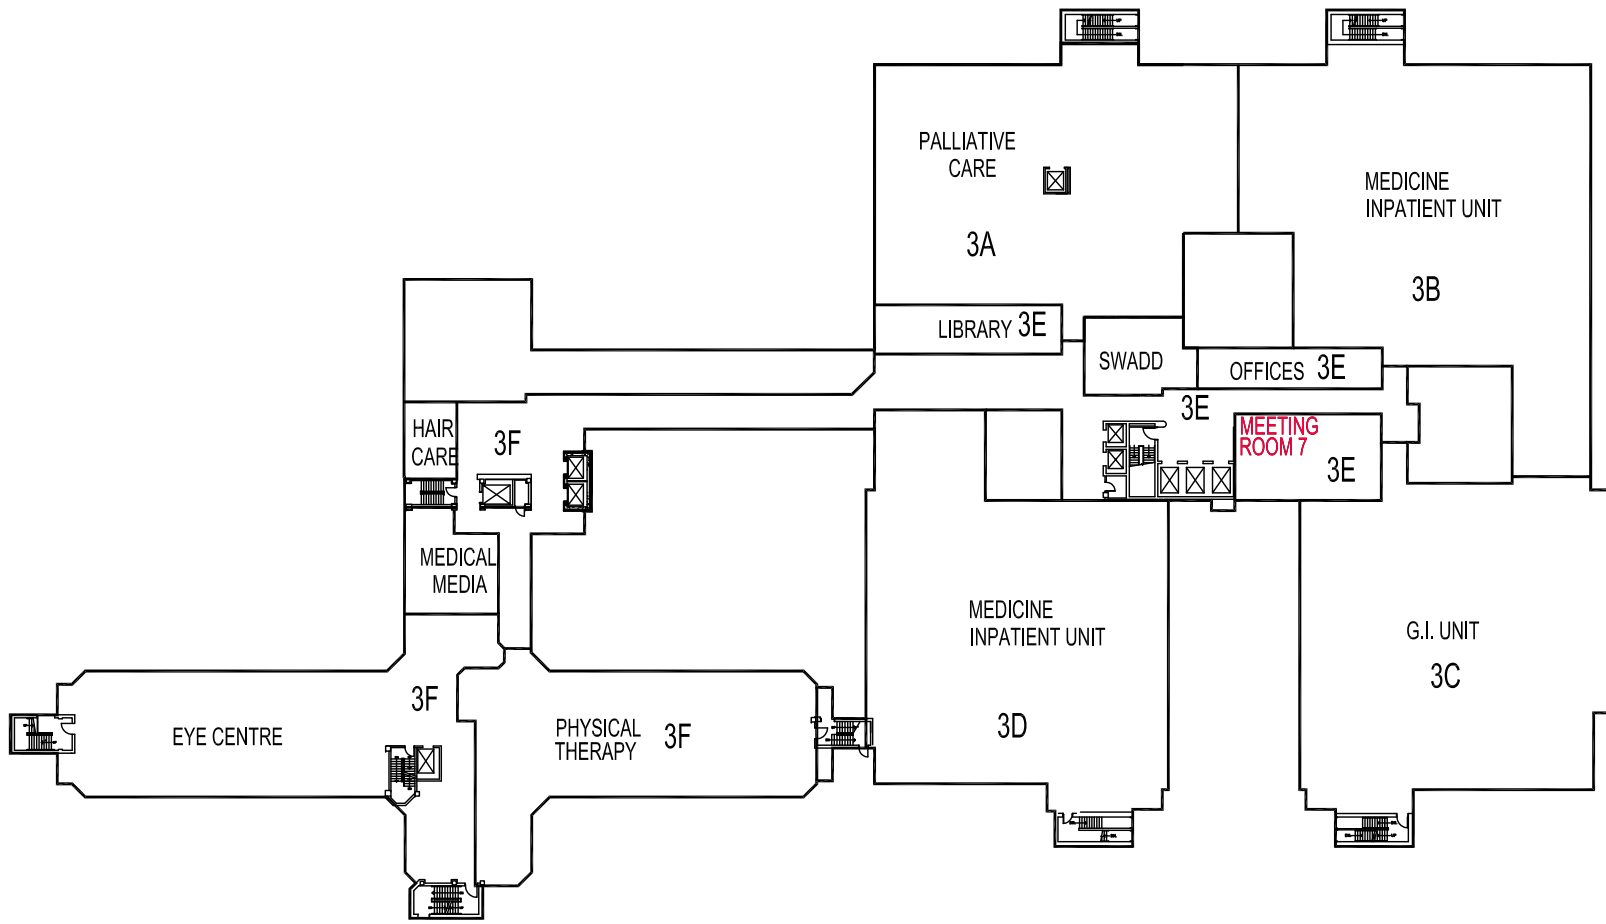 PALLIATIVE
CARE
3A
MEDICINE
INPATIENT UNIT
3B
LIBRARY 3E
SWADD
OFFICES 3E
3E
MEETING
ROOM 7
3E
HAIR
CARE
3F
MEDICAL
MEDIA
MEDICINE
INPATIENT UNIT
3D
G.I. UNIT
3C
3F
EYE CENTRE
PHYSICAL
THERAPY 3F